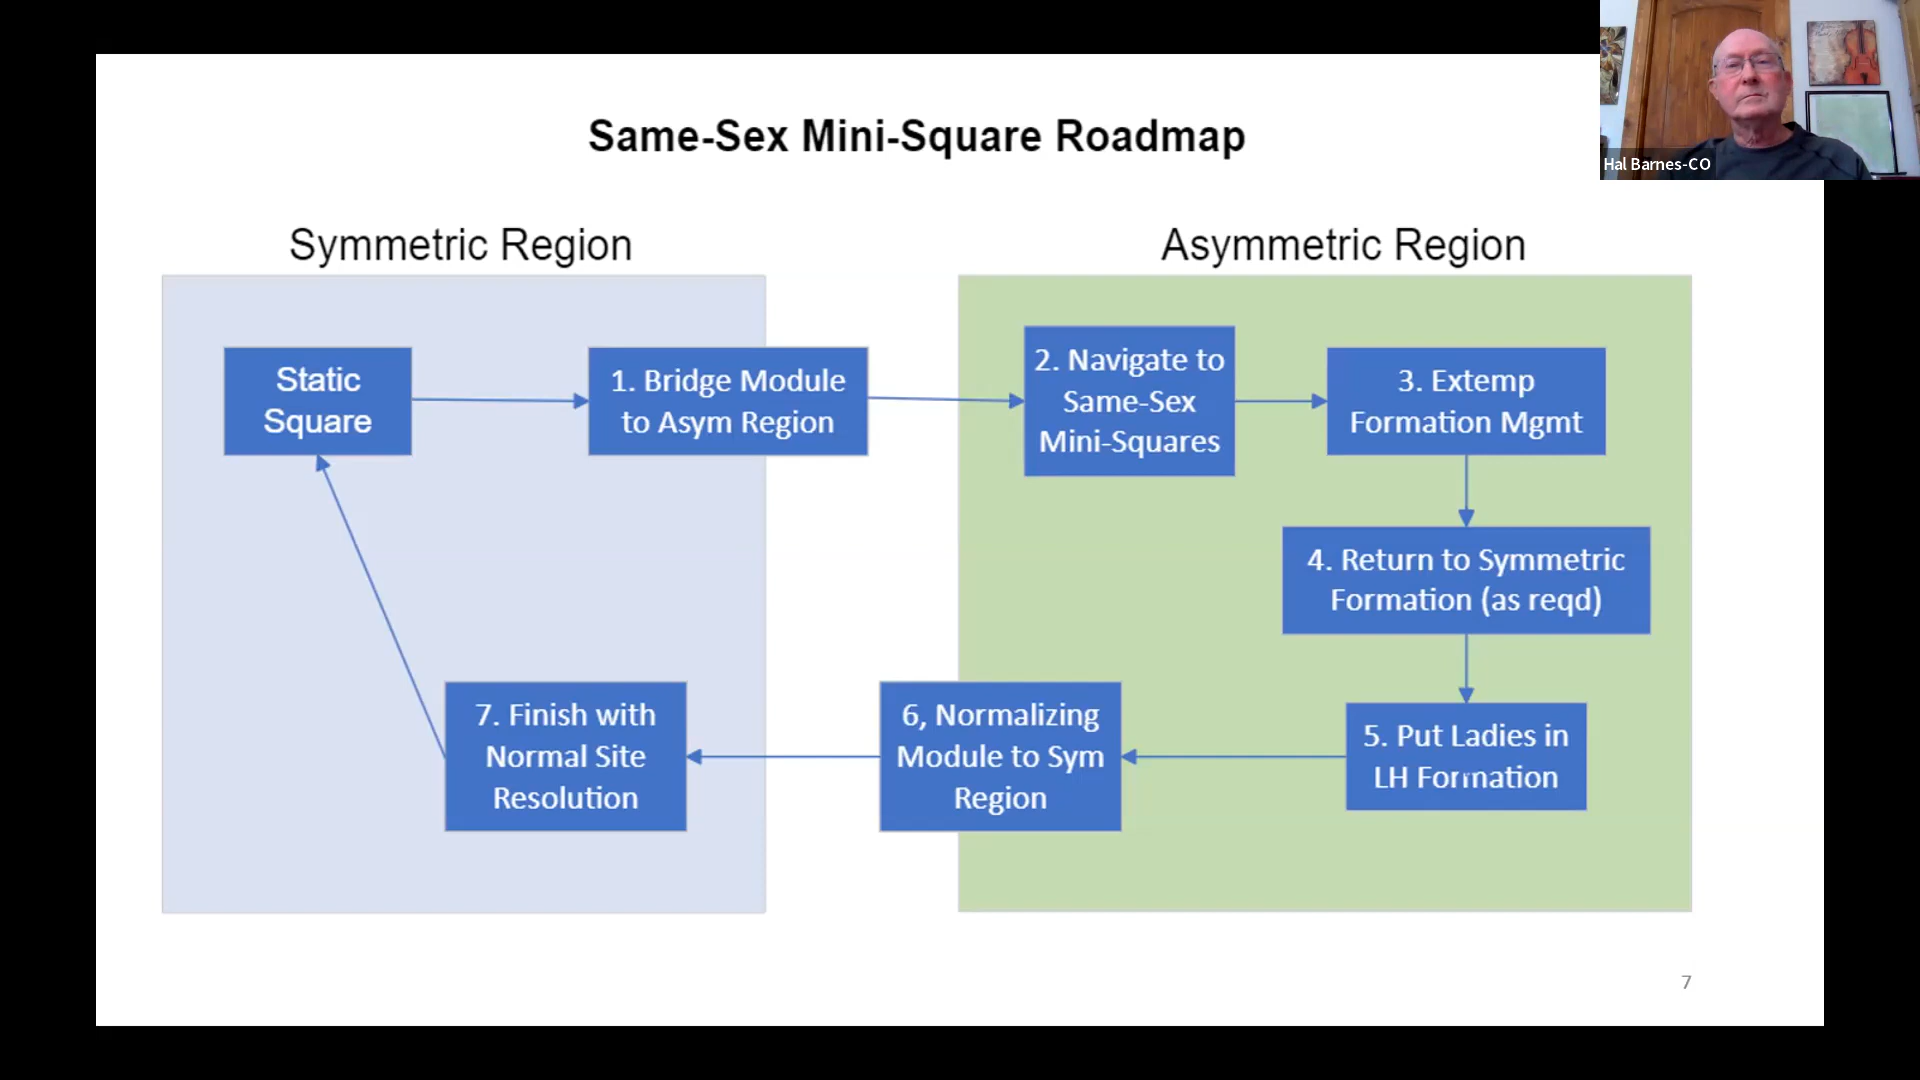 Hal Barnes-CO
Same-Sex Mini-Square Roadmap
Symmetric Region
Asymmetric Region
Static
Square
1. Bridge Module
to Asym Region
2. Navigate to
Same-Sex
Mini-Squares
3. Extemp
Formation Mgmt
4. Return to Symmetric
Formation (as reqd)
5. Put Ladies in
LH Formation
6, Normalizing
Module to Sym
Region
7. Finish with
Normal Site
Resolution
7